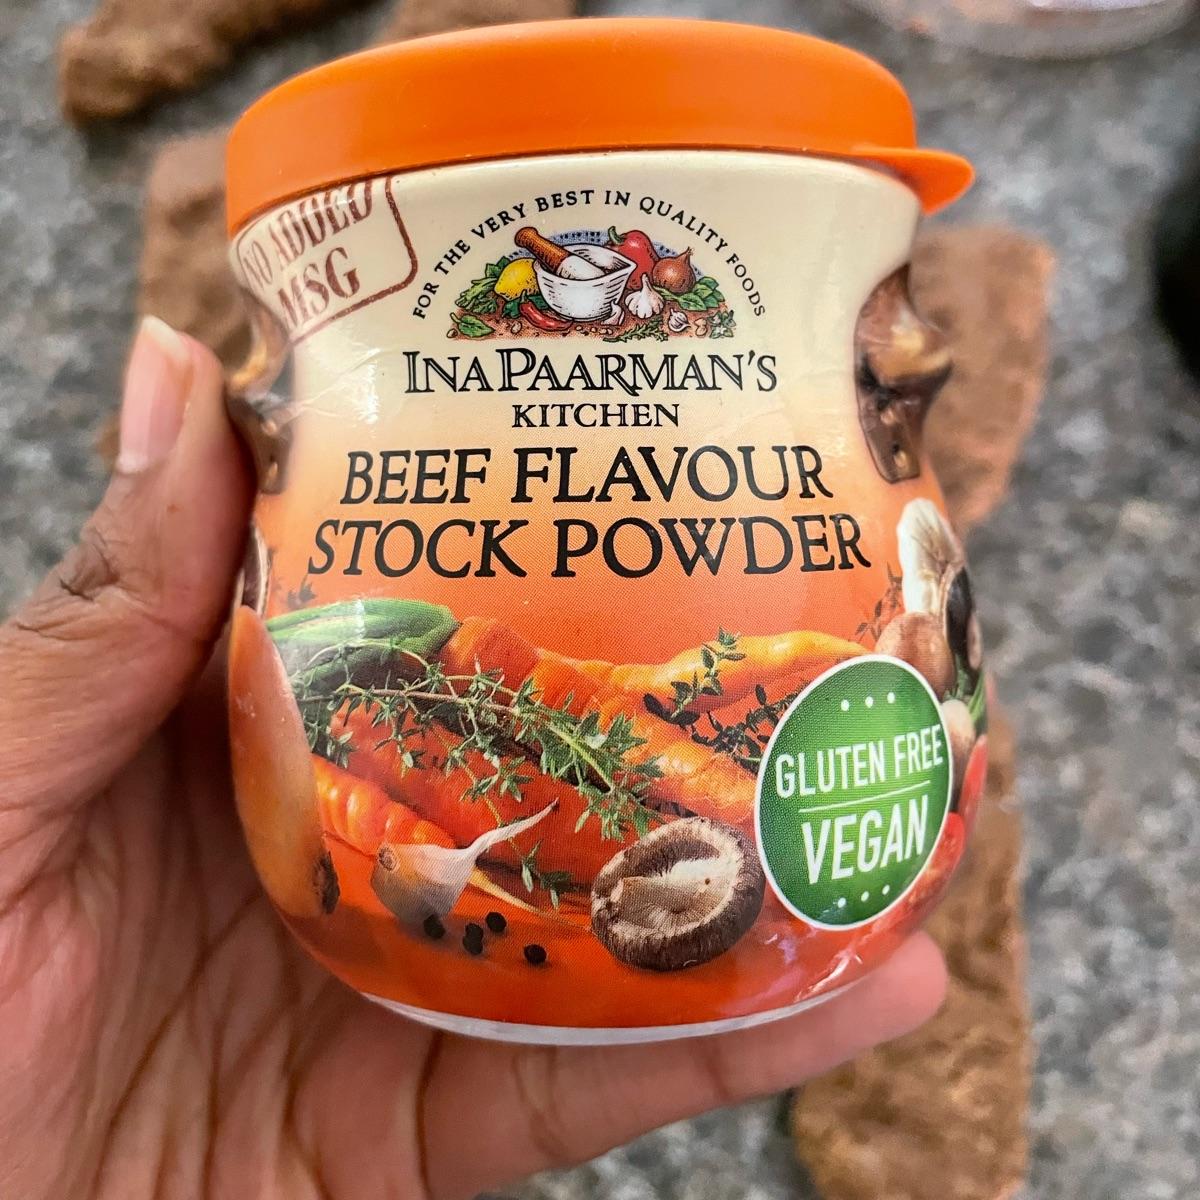 NO ADDED
MSG
FOR THE VERY BEST IN QUALITY FOODS
INA PAARMAN'S
KITCHEN
BEEF FLAVOUR
STOCK POWDER
GLUTEN FREE
VEGAN